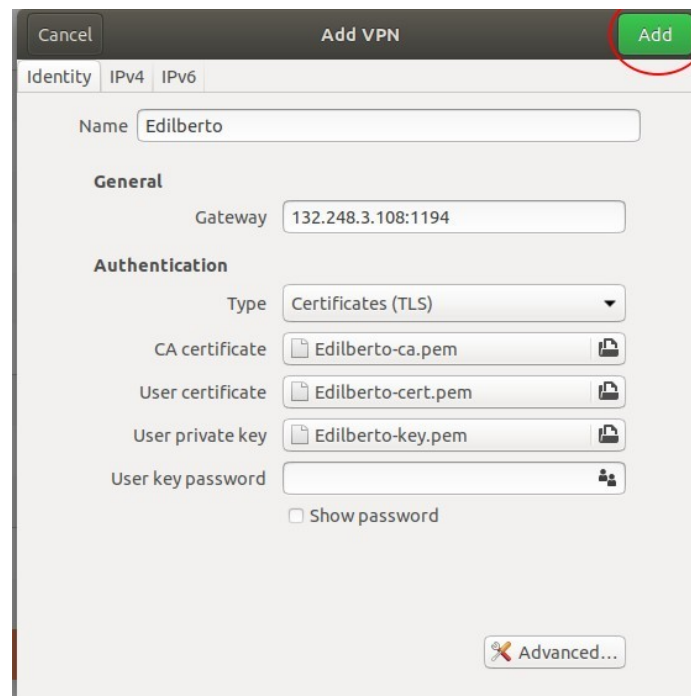 Cancel Add VPN Add
Identity IPv4 IPv6
Name Edilberto
General
Gateway 132.248.3.108:1194
Authentication
Type Certificates (TLS)
CA certificate Edilberto-ca.pem
User certificate Edilberto-cert.pem
User private key Edilberto-key.pem
User key password
Show password
Advanced...